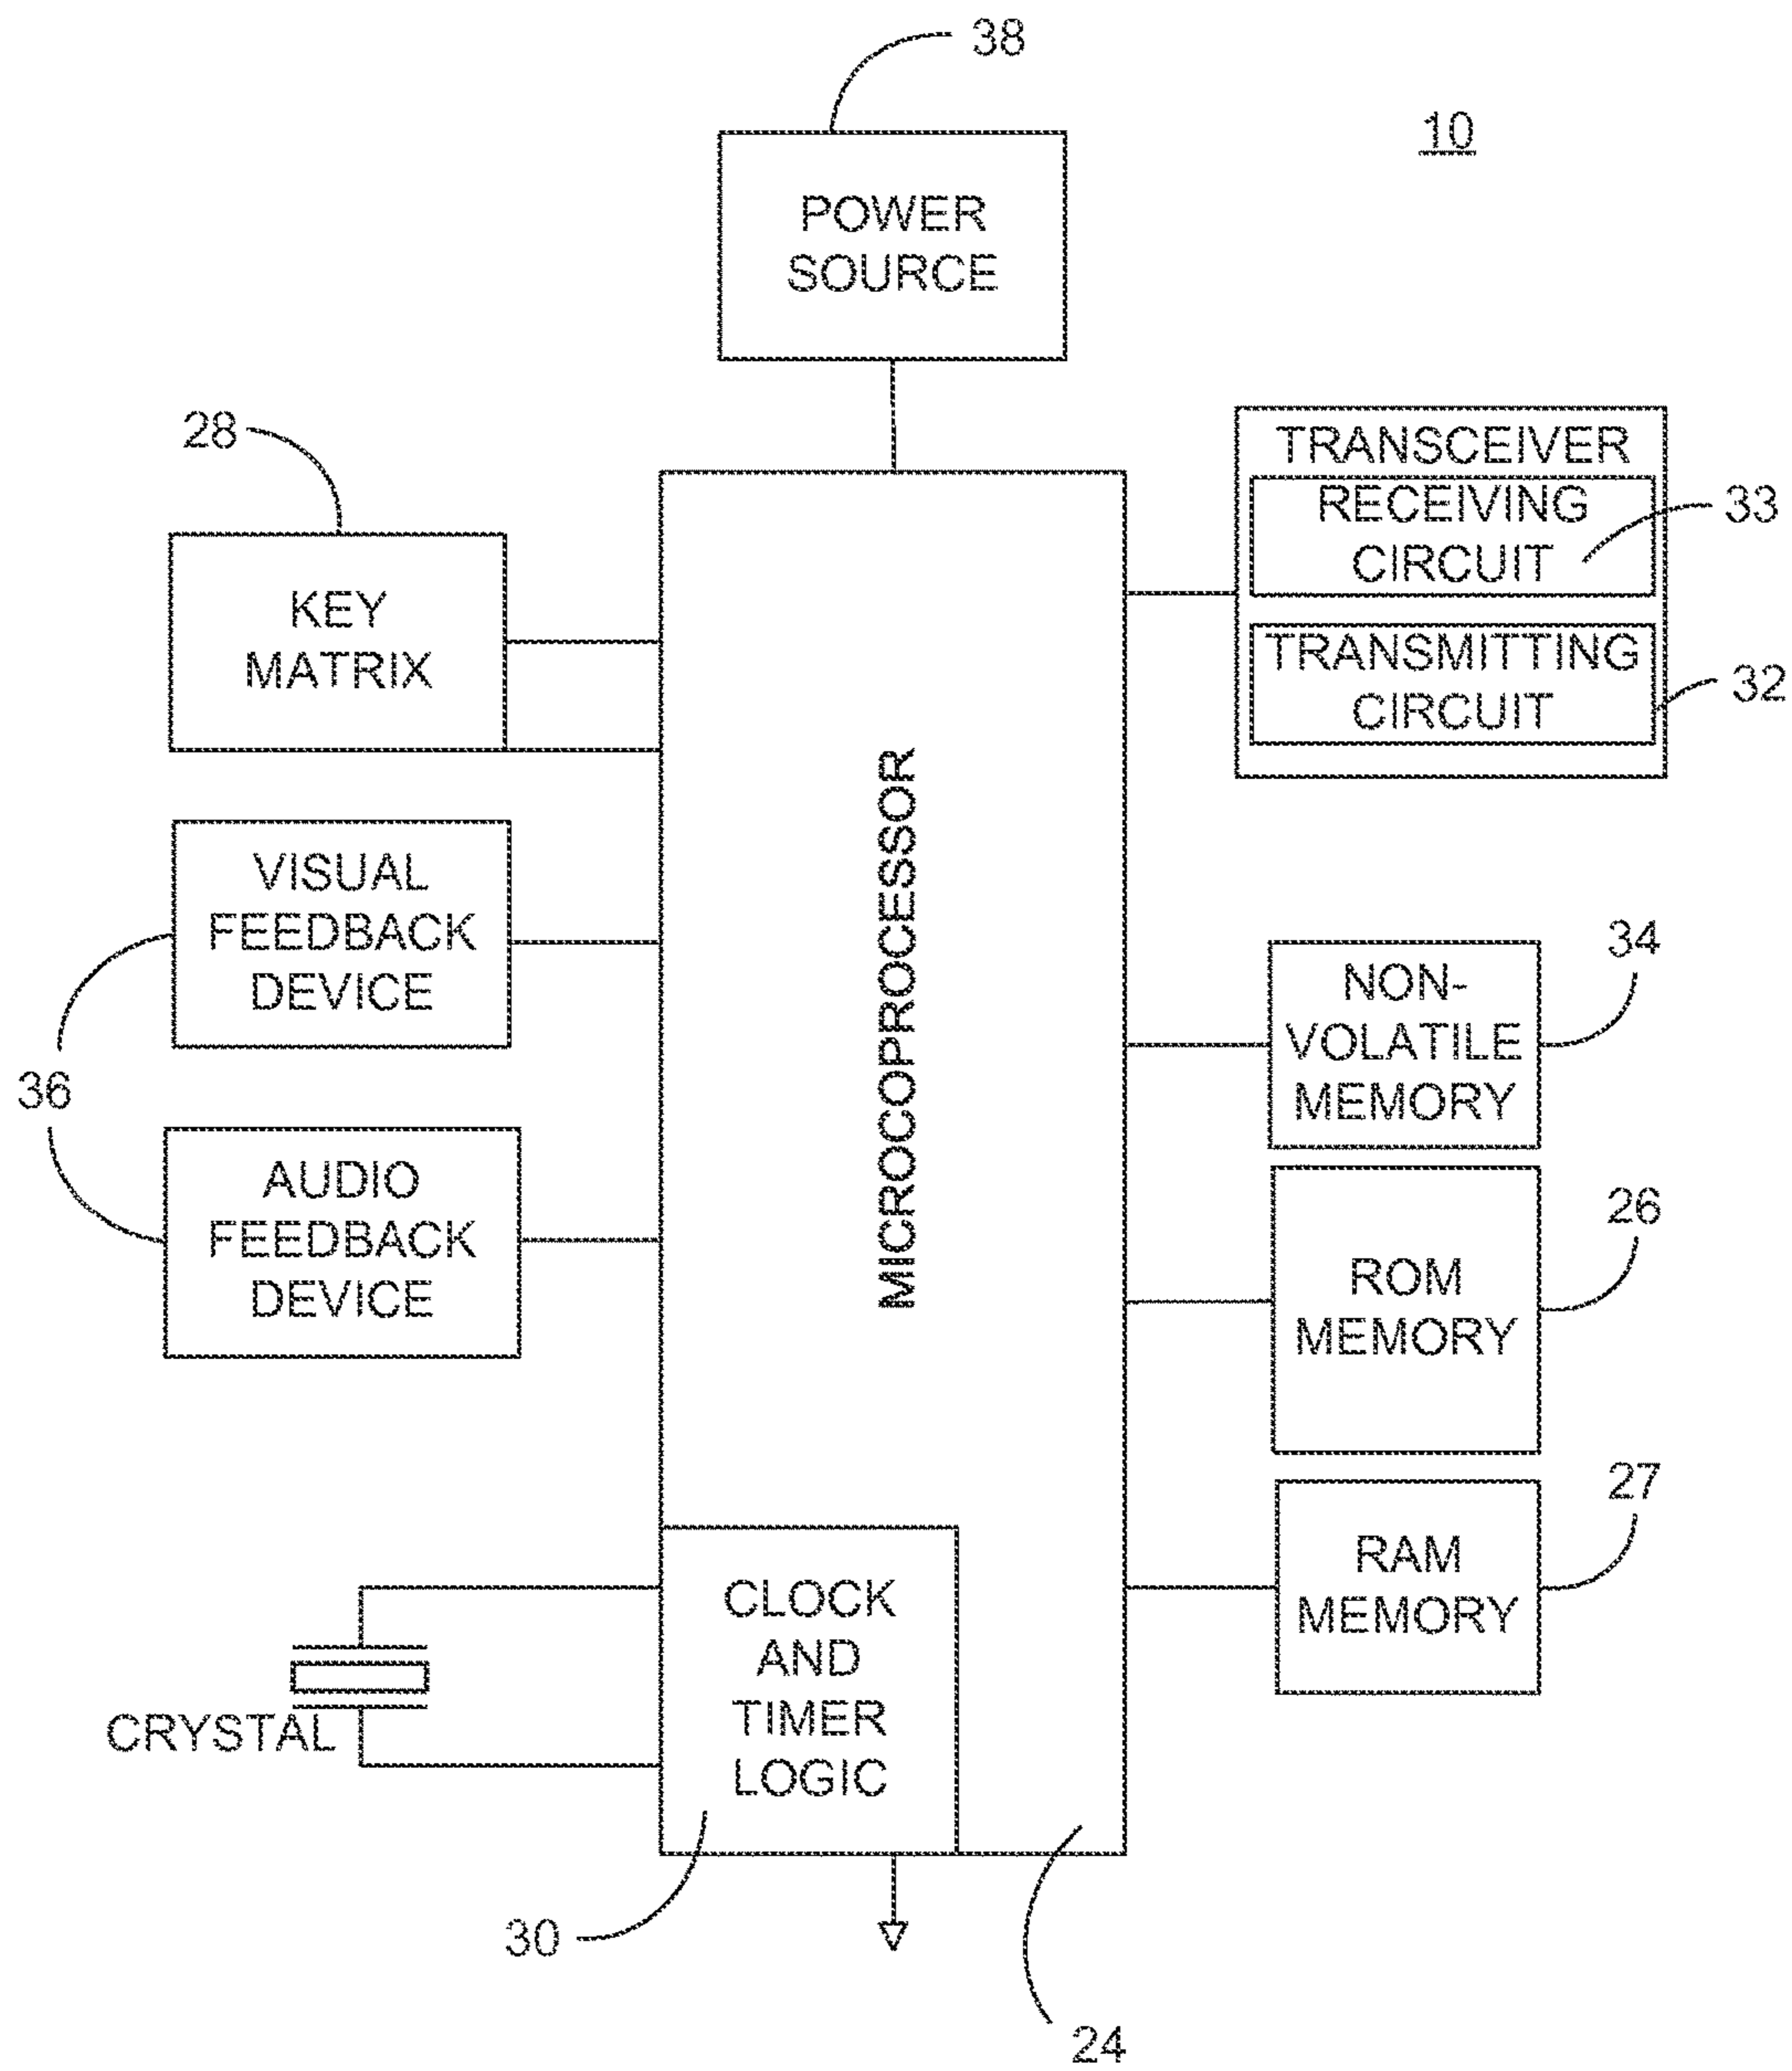 38
10
POWER
SOURCE
28
KEY
MATRIX
TRANSCEIVER
RECEIVING
CIRCUIT
33
TRANSMITTING
CIRCUIT
32
VISUAL
FEEDBACK
DEVICE
36
AUDIO
FEEDBACK
DEVICE
MICROCOPROCESSOR
NON-
VOLATILE
MEMORY
34
ROM
MEMORY
26
RAM
MEMORY
27
CRYSTAL
CLOCK
AND
TIMER
LOGIC
30
24